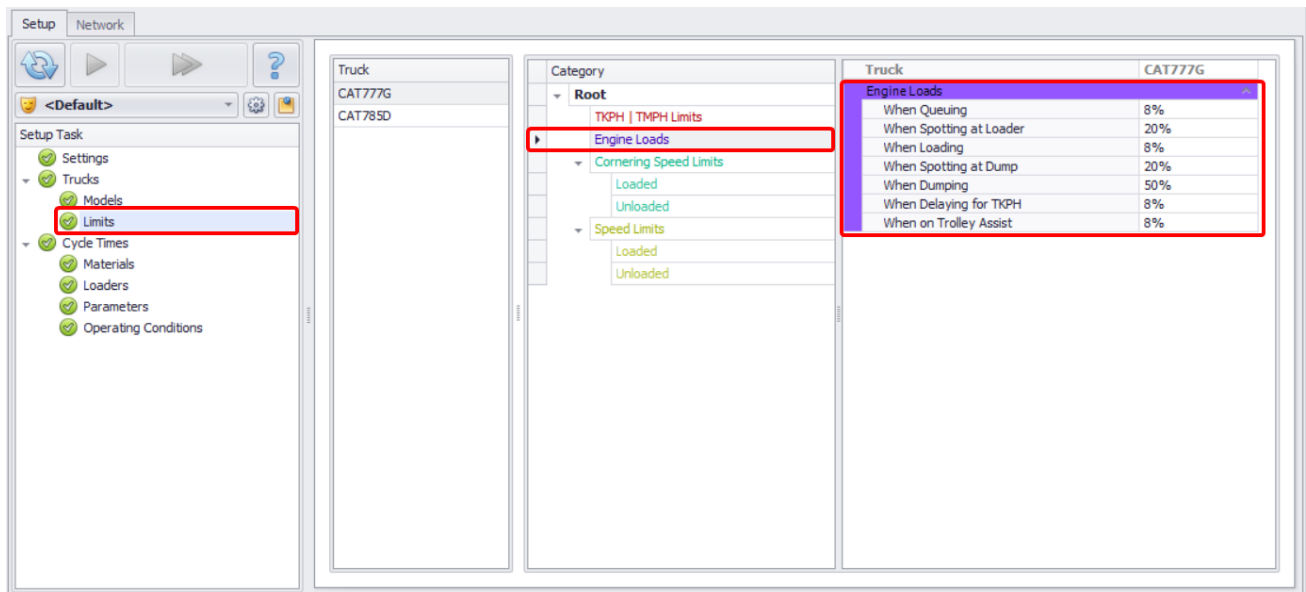 Setup Network
<Default>
Setup Task
Settings
Trucks
Models
Limits
Cycle Times
Materials
Loaders
Parameters
Operating Conditions
Truck
CAT777G
CAT785D
Category
Root
TKPH | TMPH Limits
Engine Loads
Cornering Speed Limits
Loaded
Unloaded
Speed Limits
Loaded
Unloaded
Truck CAT777G
Engine Loads
When Queuing 8%
When Spotting at Loader 20%
When Loading 8%
When Spotting at Dump 20%
When Dumping 50%
When Delaying for TKPH 8%
When on Trolley Assist 8%